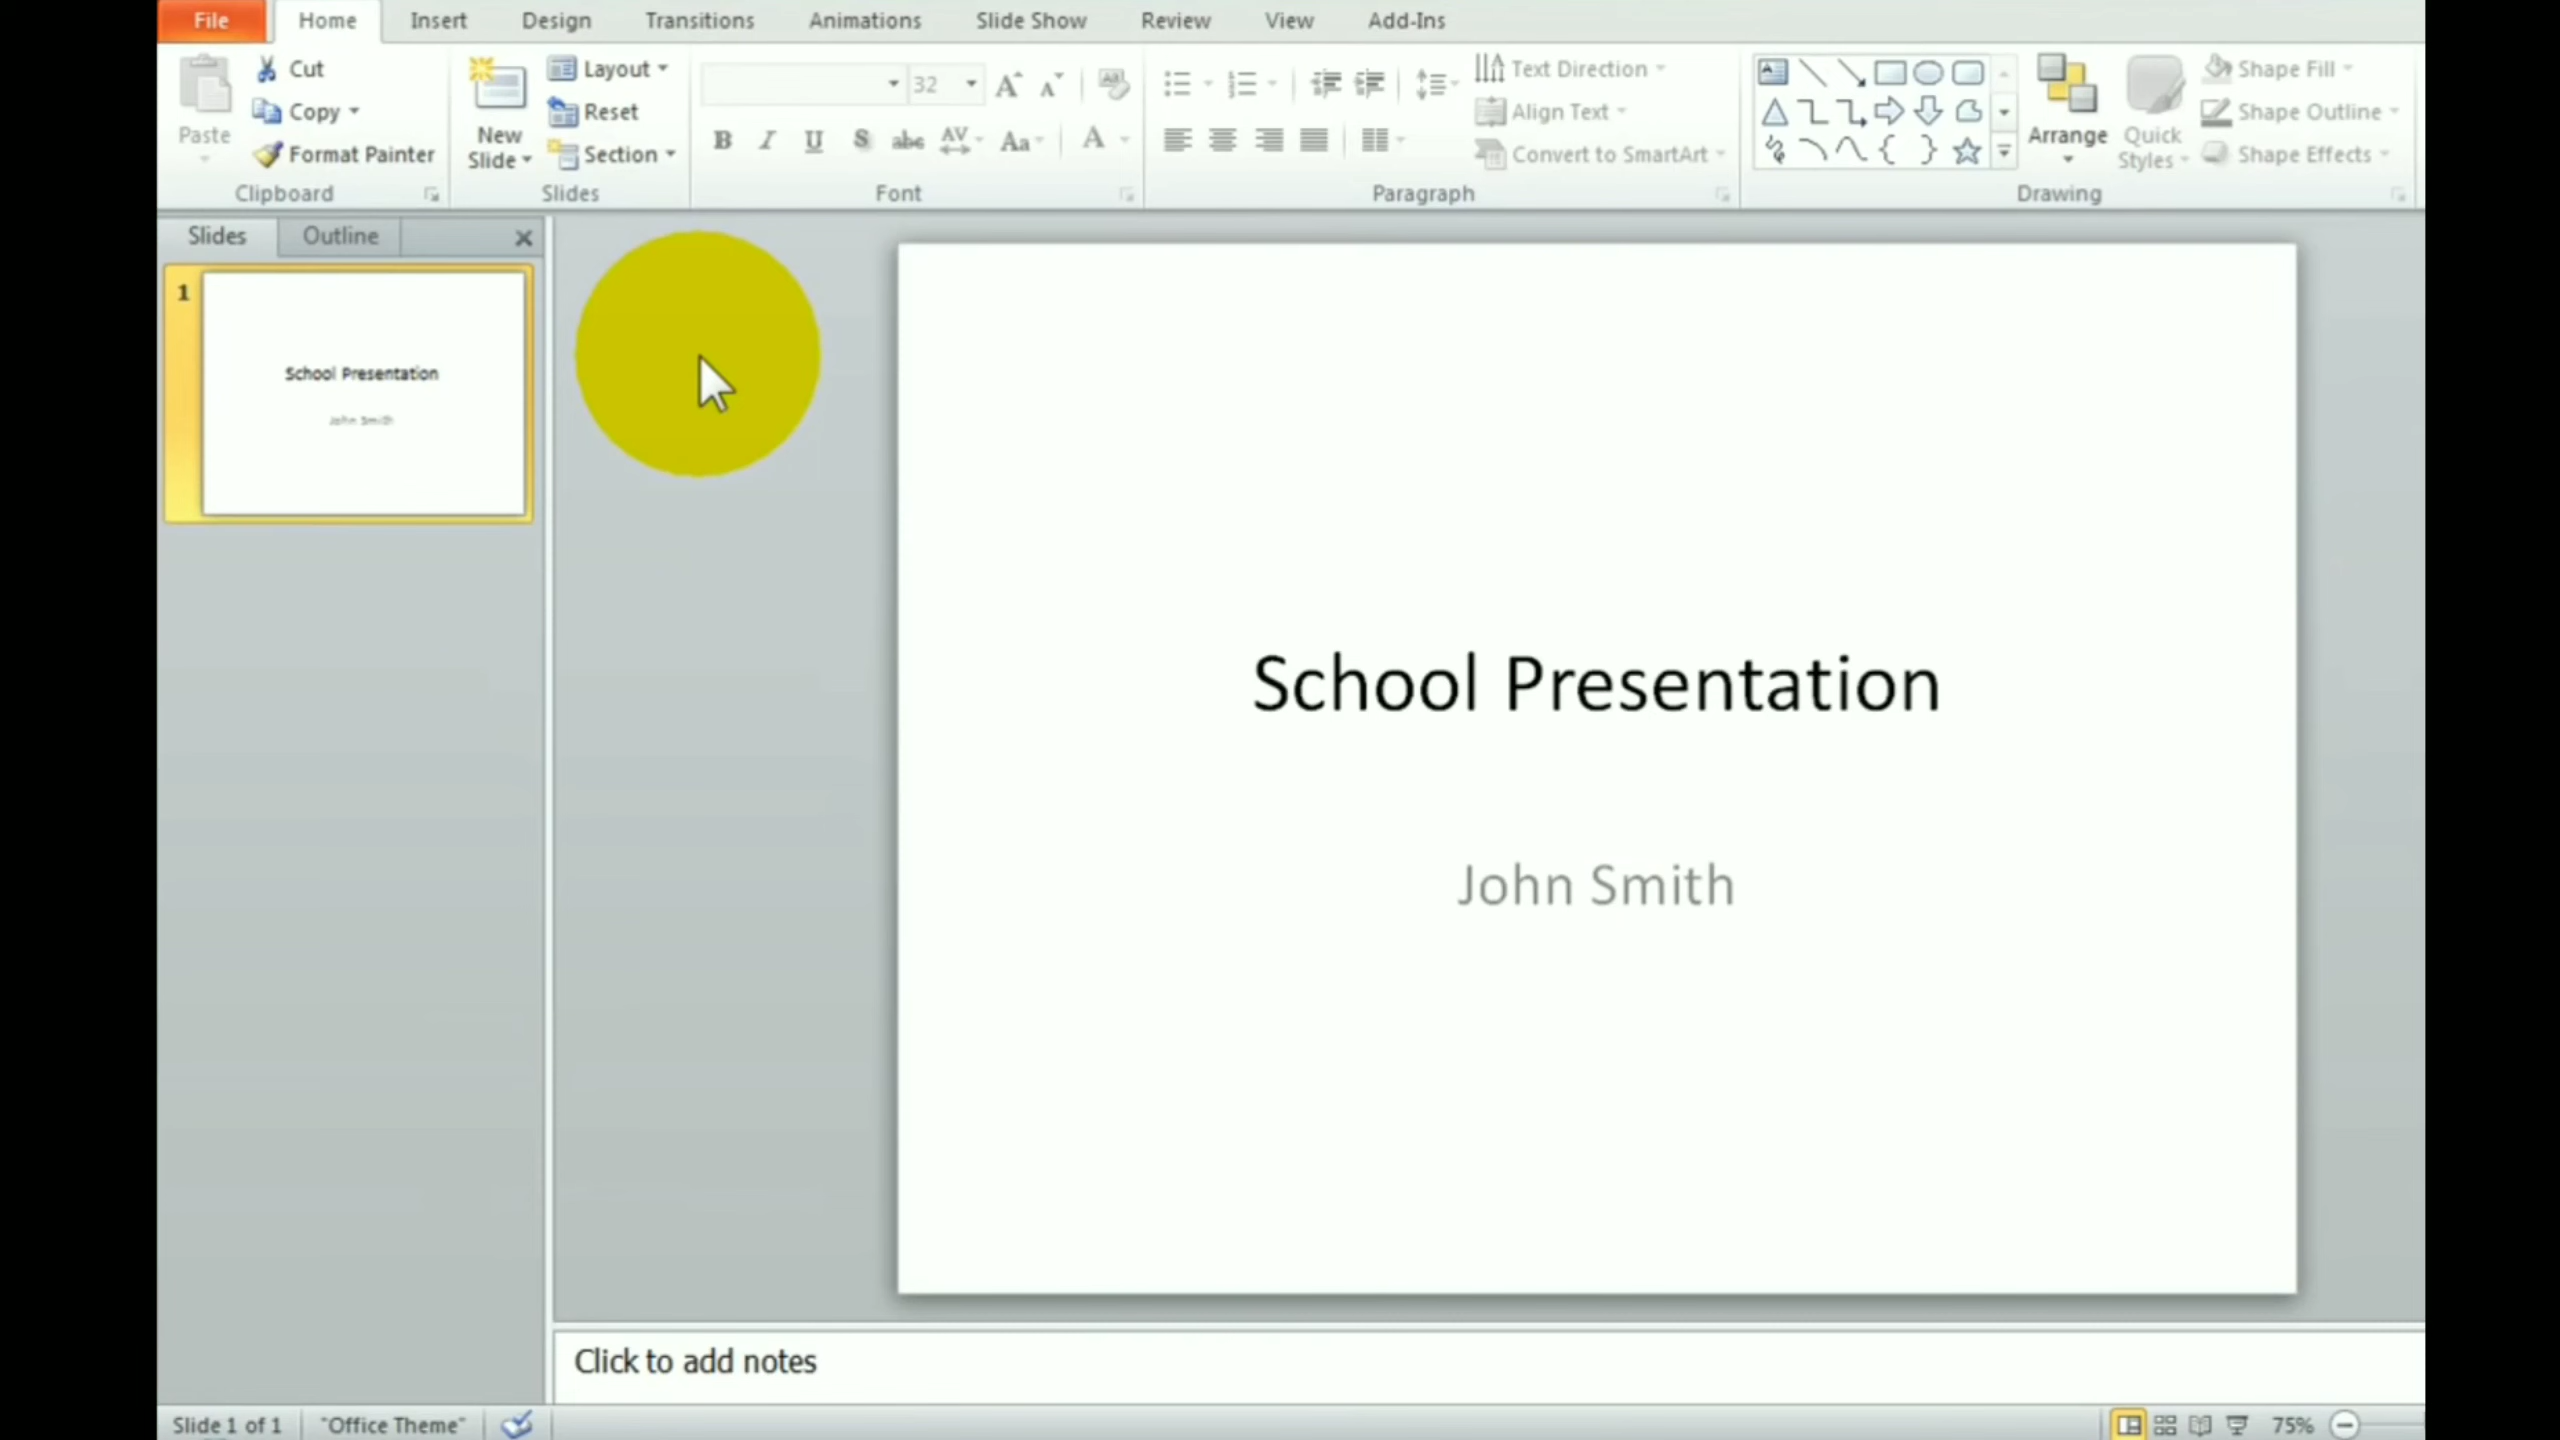 File Home Insert Design Transitions Animations Slide Show Review View Add-Ins
Paste
Cut
Copy
Format Painter
Clipboard
New
Slide
Layout
Reset
Section
Slides
32
B I U S abc AV Aa A
Font
Text Direction
Align Text
Convert to SmartArt
Paragraph
Arrange
Quick
Styles
Shape Fill
Shape Outline
Shape Effects
Drawing
Slides Outline
1
School Presentation
John Smith
School Presentation
John Smith
Click to add notes
Slide 1 of 1 "Office Theme" 75%